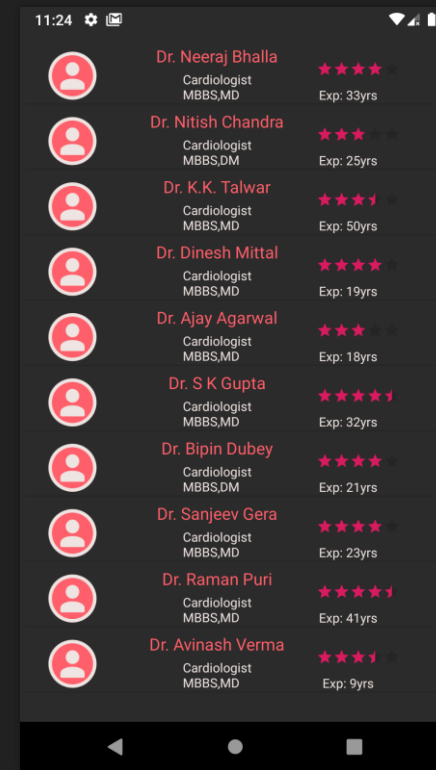 11:24
Dr. Neeraj Bhalla
Cardiologist
MBBS,MD
Exp: 33yrs
Dr. Nitish Chandra
Cardiologist
MBBS,DM
Exp: 25yrs
Dr. K.K. Talwar
Cardiologist
MBBS,MD
Exp: 50yrs
Dr. Dinesh Mittal
Cardiologist
MBBS,MD
Exp: 19yrs
Dr. Ajay Agarwal
Cardiologist
MBBS,MD
Exp: 18yrs
Dr. S K Gupta
Cardiologist
MBBS,MD
Exp: 32yrs
Dr. Bipin Dubey
Cardiologist
MBBS,DM
Exp: 21yrs
Dr. Sanjeev Gera
Cardiologist
MBBS,MD
Exp: 23yrs
Dr. Raman Puri
Cardiologist
MBBS,MD
Exp: 41yrs
Dr. Avinash Verma
Cardiologist
MBBS,MD
Exp: 9yrs